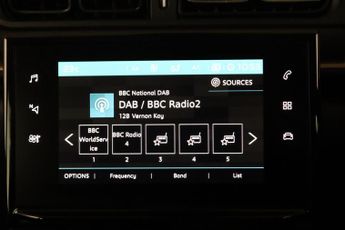 SOURCES
BBC National DAB
DAB / BBC Radio2
12B Vernon Kay
BBC
WorldServ
ice
BBC Radio
4
1 2 3 4 5
OPTIONS Frequency Band List